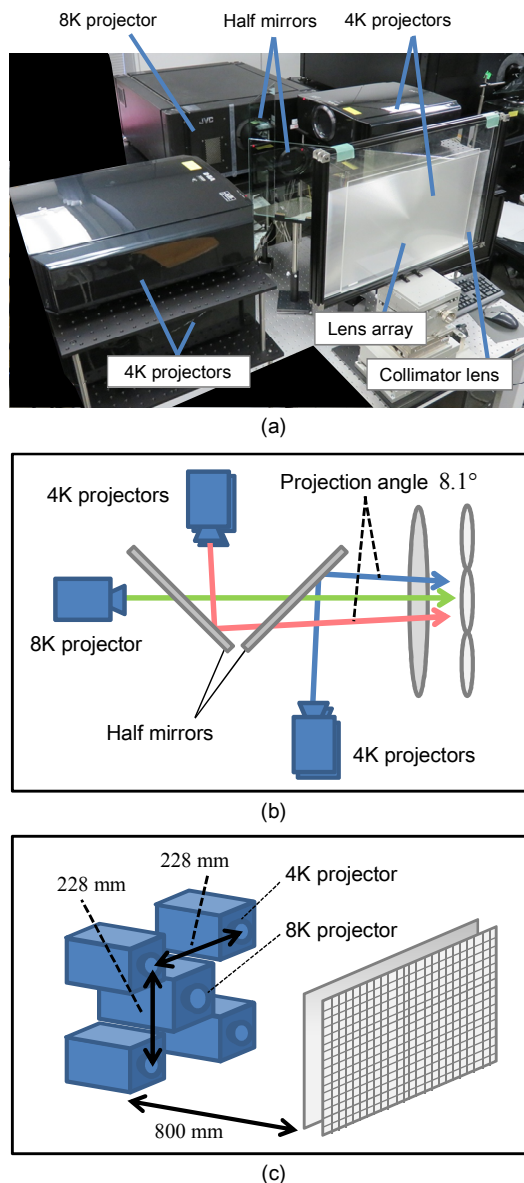 8K projector
Half mirrors
4K projectors
JVC
Lens array
4K projectors
Collimator lens
(a)
4K projectors
Projection angle 8.1°
8K projector
Half mirrors
4K projectors
(b)
228 mm
4K projector
228 mm
8K projector
800 mm
(c)